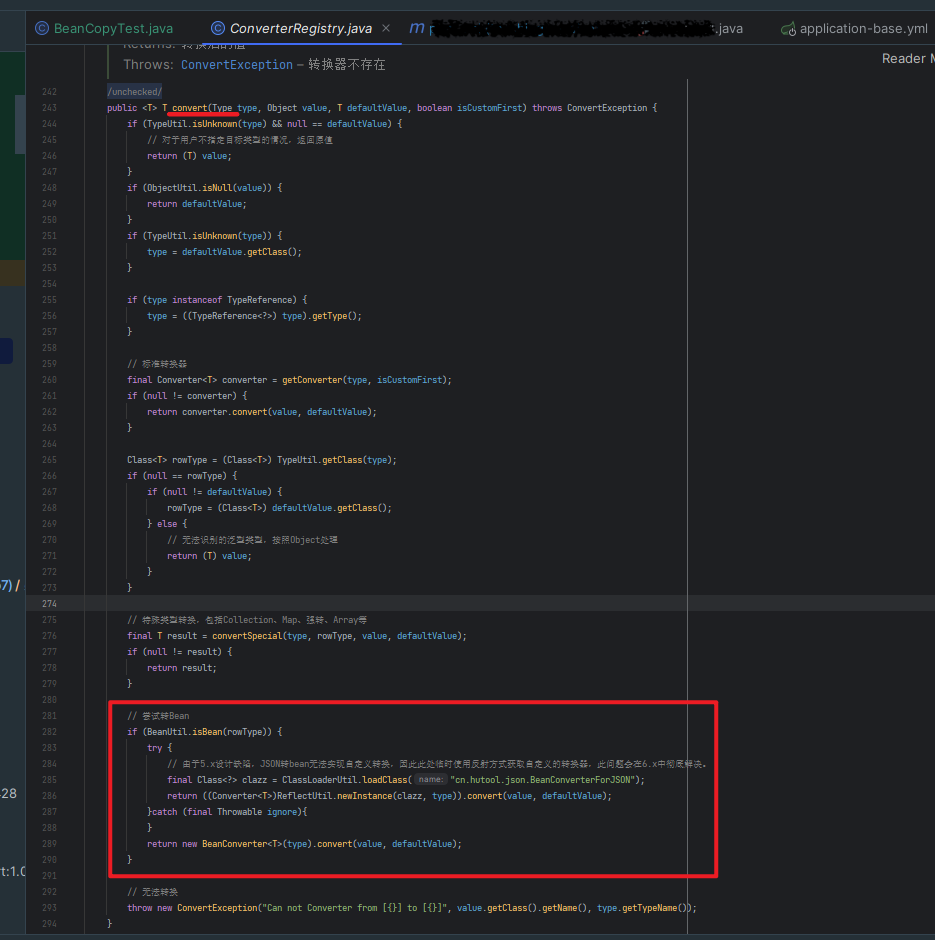 BeanCopyTest.java
ConverterRegistry.java
.java
application-base.yml
Returns: 转换后的值
Throws: ConvertException – 转换器不存在
Reader M
242 /unchecked/
243 public <T> T convert(Type type, Object value, T defaultValue, boolean isCustomFirst) throws ConvertException {
244 if (TypeUtil.isUnknown(type) && null == defaultValue) {
245 // 对于用户不指定目标类型的情况，返回原值
246 return (T) value;
247 }
248 if (ObjectUtil.isNull(value)) {
249 return defaultValue;
250 }
251 if (TypeUtil.isUnknown(type)) {
252 type = defaultValue.getClass();
253 }
254
255 if (type instanceof TypeReference) {
256 type = ((TypeReference<?>) type).getType();
257 }
258
259 // 标准转换器
260 final Converter<T> converter = getConverter(type, isCustomFirst);
261 if (null != converter) {
262 return converter.convert(value, defaultValue);
263 }
264
265 Class<T> rowType = (Class<T>) TypeUtil.getClass(type);
266 if (null == rowType) {
267 if (null != defaultValue) {
268 rowType = (Class<T>) defaultValue.getClass();
269 } else {
270 // 无法识别的泛型类型，按照Object处理
271 return (T) value;
272 }
273 }
274
275 // 特殊类型转换，包括Collection、Map、强转、Array等
276 final T result = convertSpecial(type, rowType, value, defaultValue);
277 if (null != result) {
278 return result;
279 }
280
281 // 尝试转Bean
282 if (BeanUtil.isBean(rowType)) {
283 try {
284 // 由于5.x设计缺陷，JSON转bean无法实现自定义转换，因此此处临时使用反射方式获取自定义的转换器，此问题会在6.x中彻底解决。
285 final Class<?> clazz = ClassLoaderUtil.loadClass( name: "cn.hutool.json.BeanConverterForJSON");
286 return ((Converter<T>)ReflectUtil.newInstance(clazz, type)).convert(value, defaultValue);
287 }catch (final Throwable ignore){
288 }
289 return new BeanConverter<T>(type).convert(value, defaultValue);
290 }
291
292 // 无法转换
293 throw new ConvertException("Can not Converter from [{}] to [{}]", value.getClass().getName(), type.getTypeName());
294 }
7) /
428
t:1.0